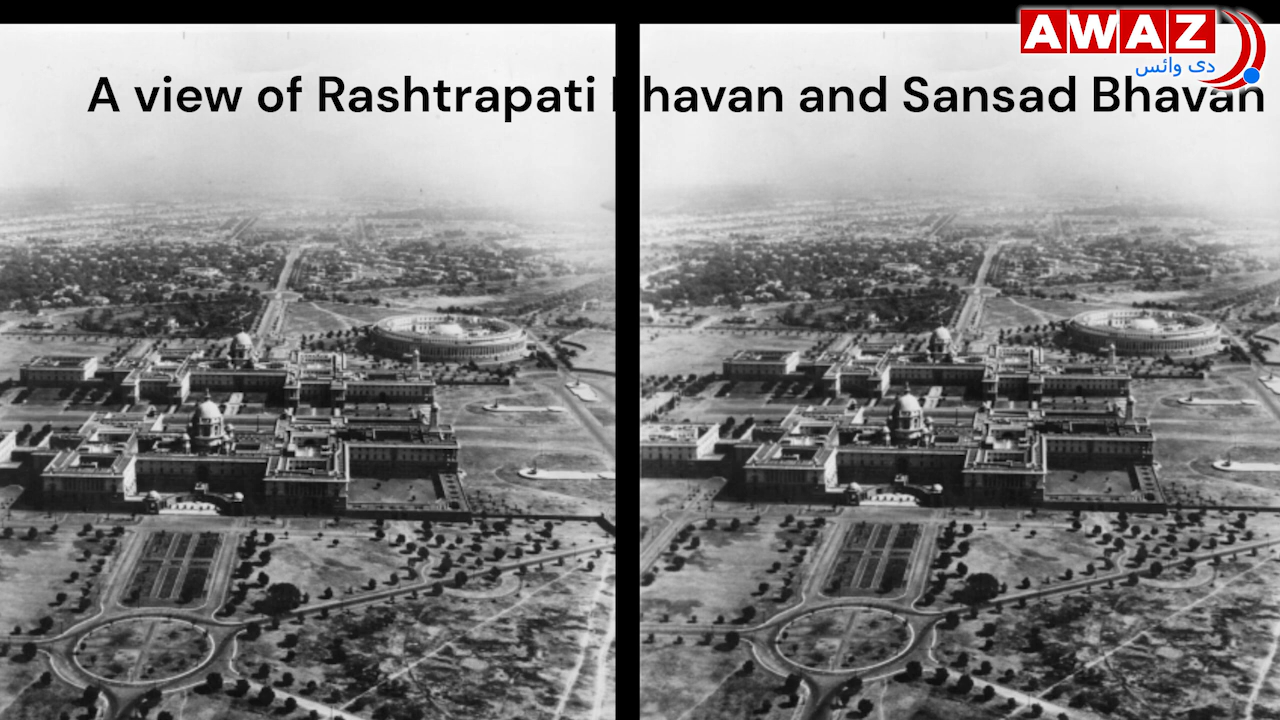 AWAZ
دی وائس
A view of Rashtrapati Bhavan and Sansad Bhavan